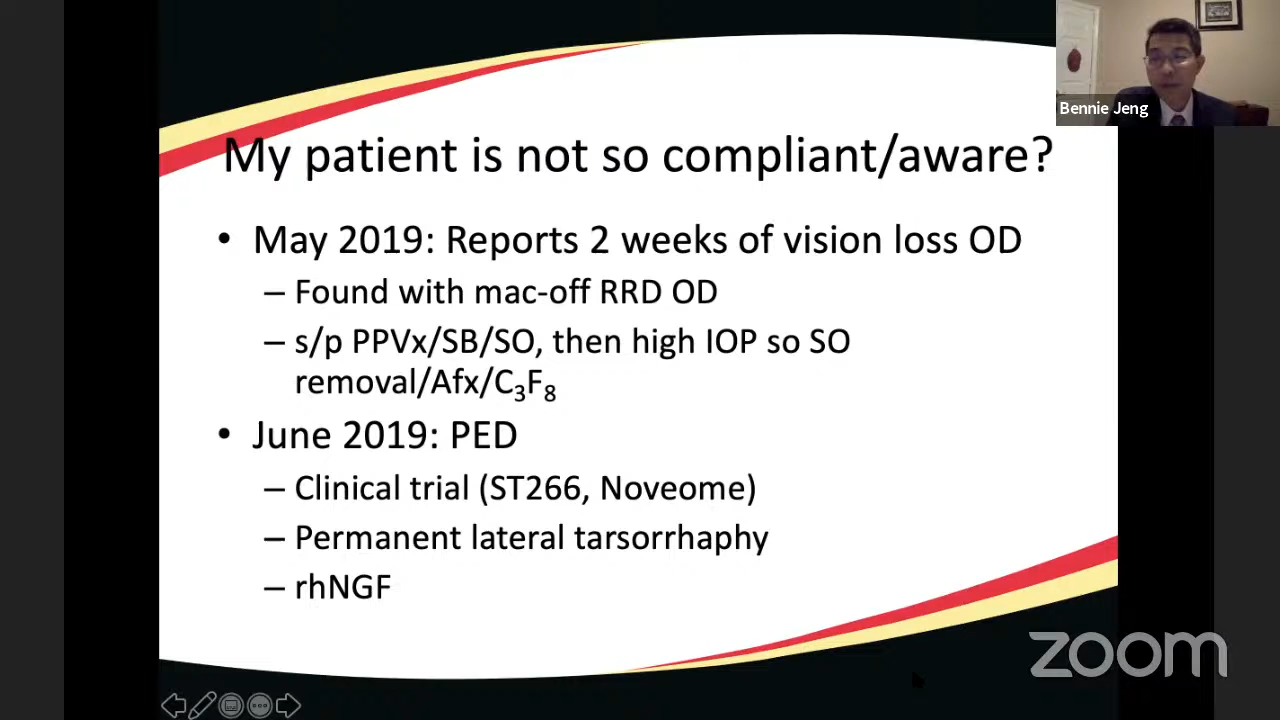 Bennie Jeng
My patient is not so compliant/aware?
• May 2019: Reports 2 weeks of vision loss OD
– Found with mac-off RRD OD
– s/p PPVx/SB/SO, then high IOP so SO
removal/Afx/C₃F₈
• June 2019: PED
– Clinical trial (ST266, Noveome)
– Permanent lateral tarsorrhaphy
– rhNGF
zoom